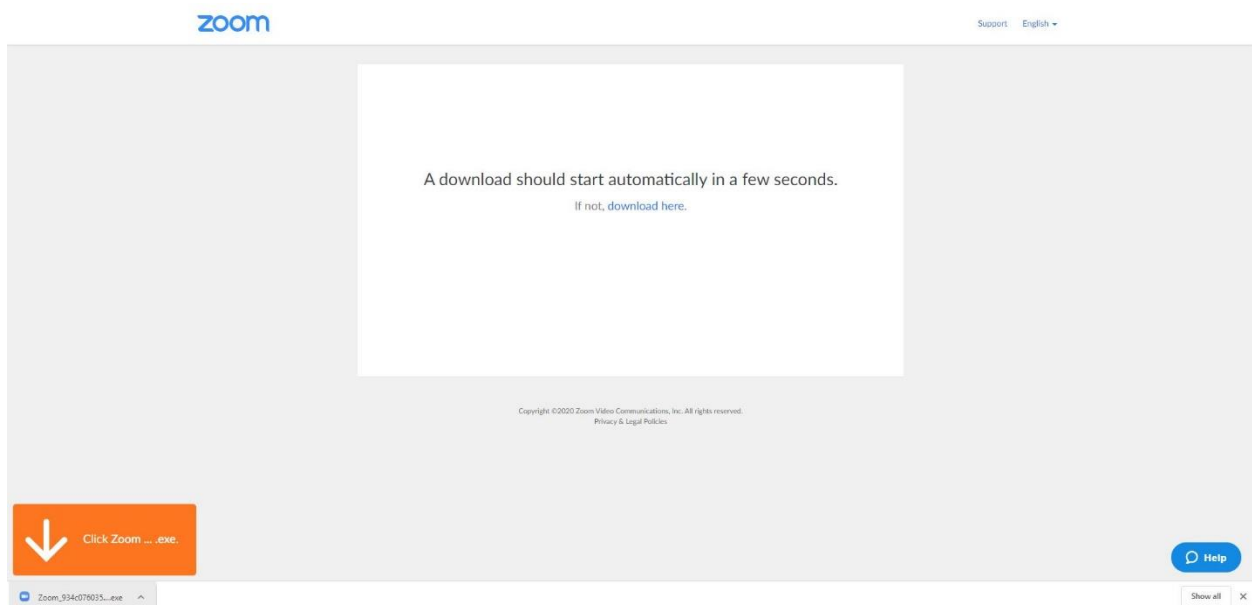 zoom
Support English
A download should start automatically in a few seconds.
If not, download here.
Copyright ©2020 Zoom Video Communications, Inc. All rights reserved.
Privacy & Legal Policies
Click Zoom ... .exe.
Help
Zoom_934c076035....exe
Show all